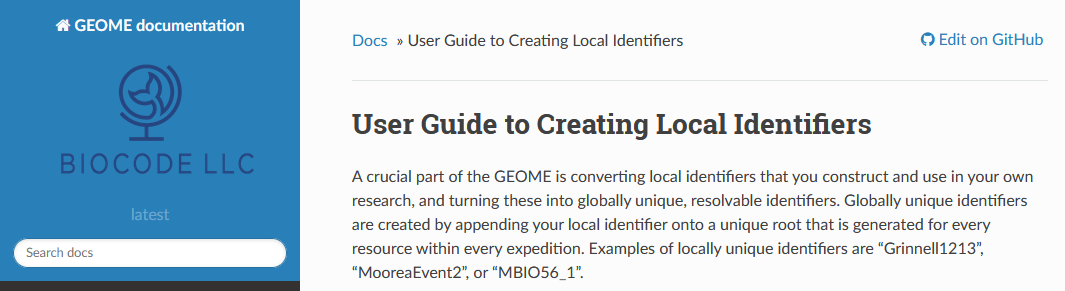 GEOME documentation
BIOCODE LLC
latest
Search docs
Docs » User Guide to Creating Local Identifiers
Edit on GitHub
User Guide to Creating Local Identifiers
A crucial part of the GEOME is converting local identifiers that you construct and use in your own
research, and turning these into globally unique, resolvable identifiers. Globally unique identifiers
are created by appending your local identifier onto a unique root that is generated for every
resource within every expedition. Examples of locally unique identifiers are “Grinnell1213”,
“MooreaEvent2”, or “MBIO56_1”.